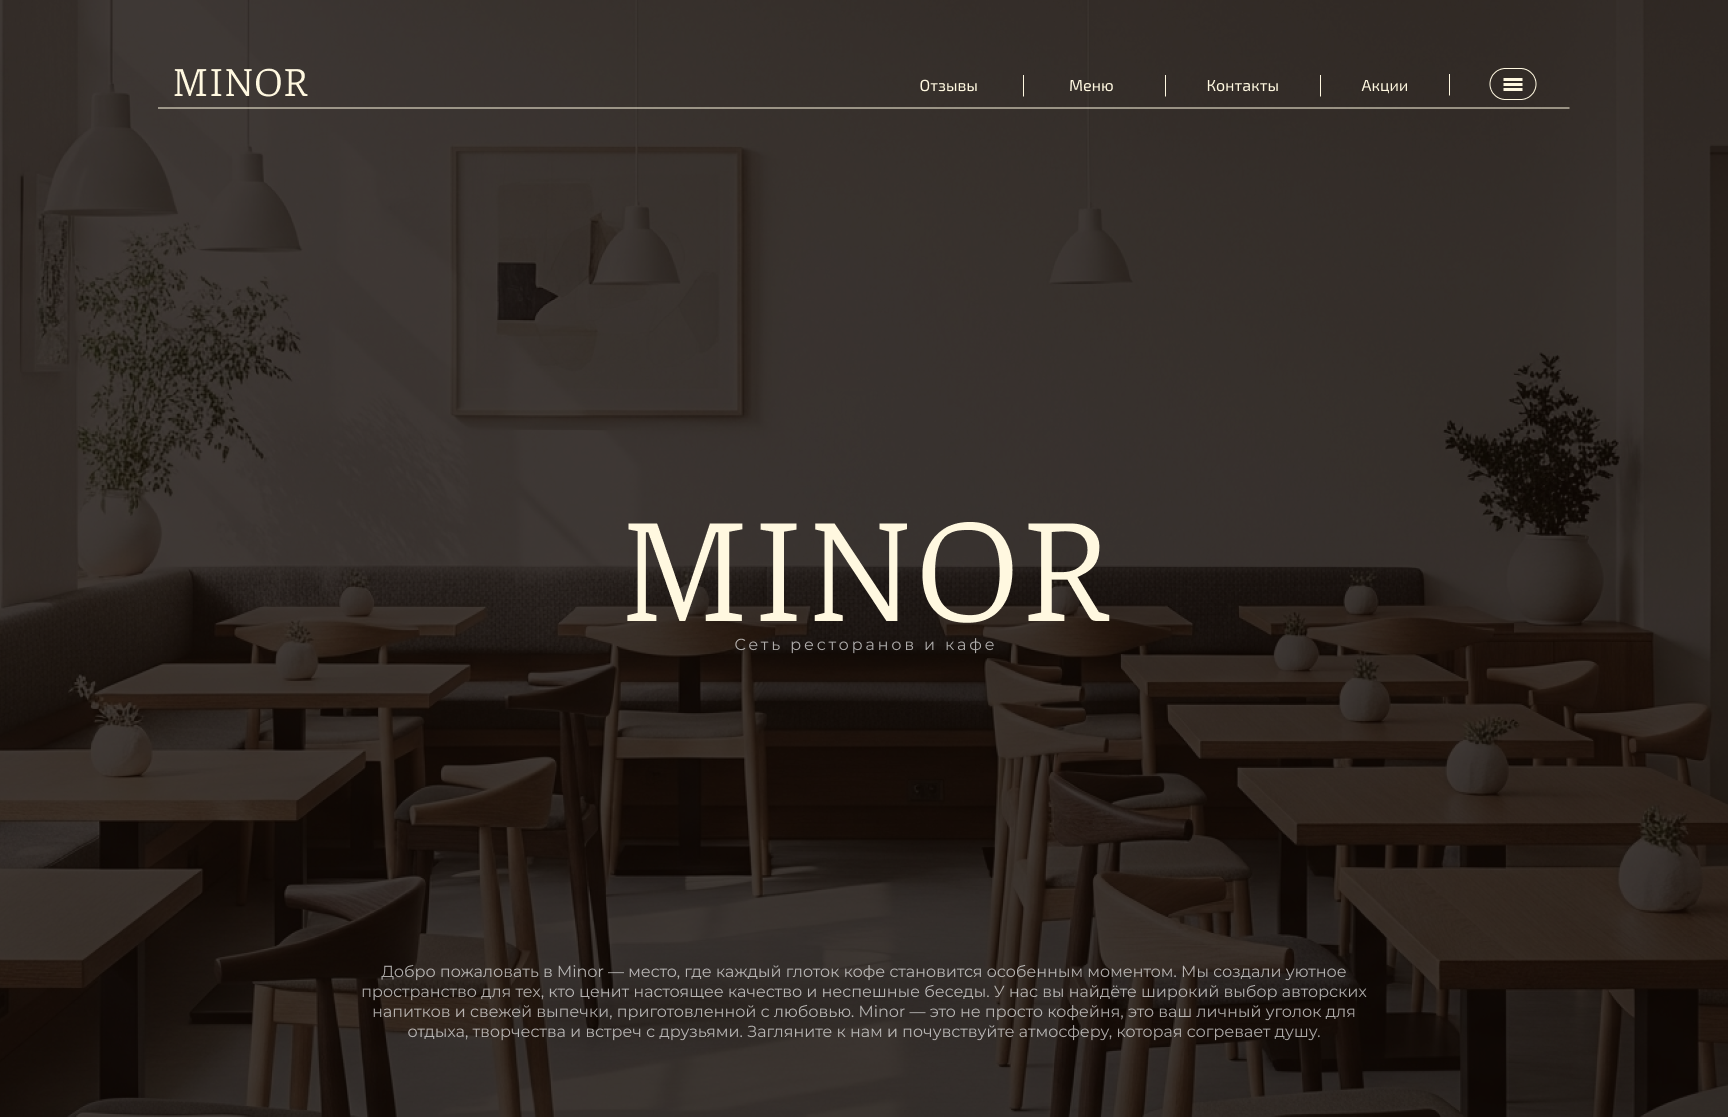 MINOR
Отзывы
Меню
Контакты
Акции
MINOR
Сеть ресторанов и кафе
Добро пожаловать в Minor — место, где каждый глоток кофе становится особенным моментом. Мы создали уютное
пространство для тех, кто ценит настоящее качество и неспешные беседы. У нас вы найдёте широкий выбор авторских
напитков и свежей выпечки, приготовленной с любовью. Minor — это не просто кофейня, это ваш личный уголок для
отдыха, творчества и встреч с друзьями. Загляните к нам и почувствуйте атмосферу, которая согревает душу.